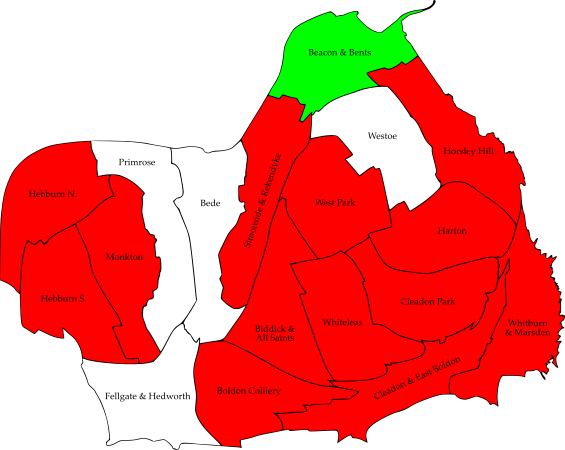 Beacon & Bents
Westoe
Horsley Hill
Primrose
Simonside & Rekendyke
Hebburn N.
Bede
West Park
Harton
Monkton
Hebburn S.
Cleadon Park
Whiteleas
Biddick &
All Saints
Whitburn
& Marsden
Cleadon & East Boldon
Boldon Colliery
Fellgate & Hedworth